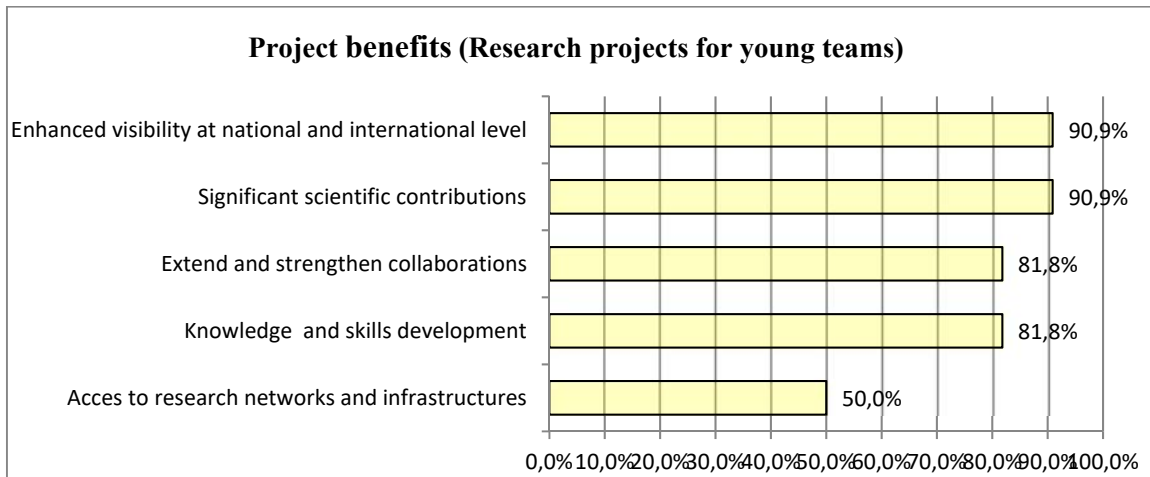 Project benefits (Research projects for young teams)
Enhanced visibility at national and international level
90,9%
Significant scientific contributions
90,9%
Extend and strengthen collaborations
81,8%
Knowledge  and skills development
81,8%
Acces to research networks and infrastructures
50,0%
0,0% 10,0% 20,0% 30,0% 40,0% 50,0% 60,0% 70,0% 80,0% 90,0% 100,0%